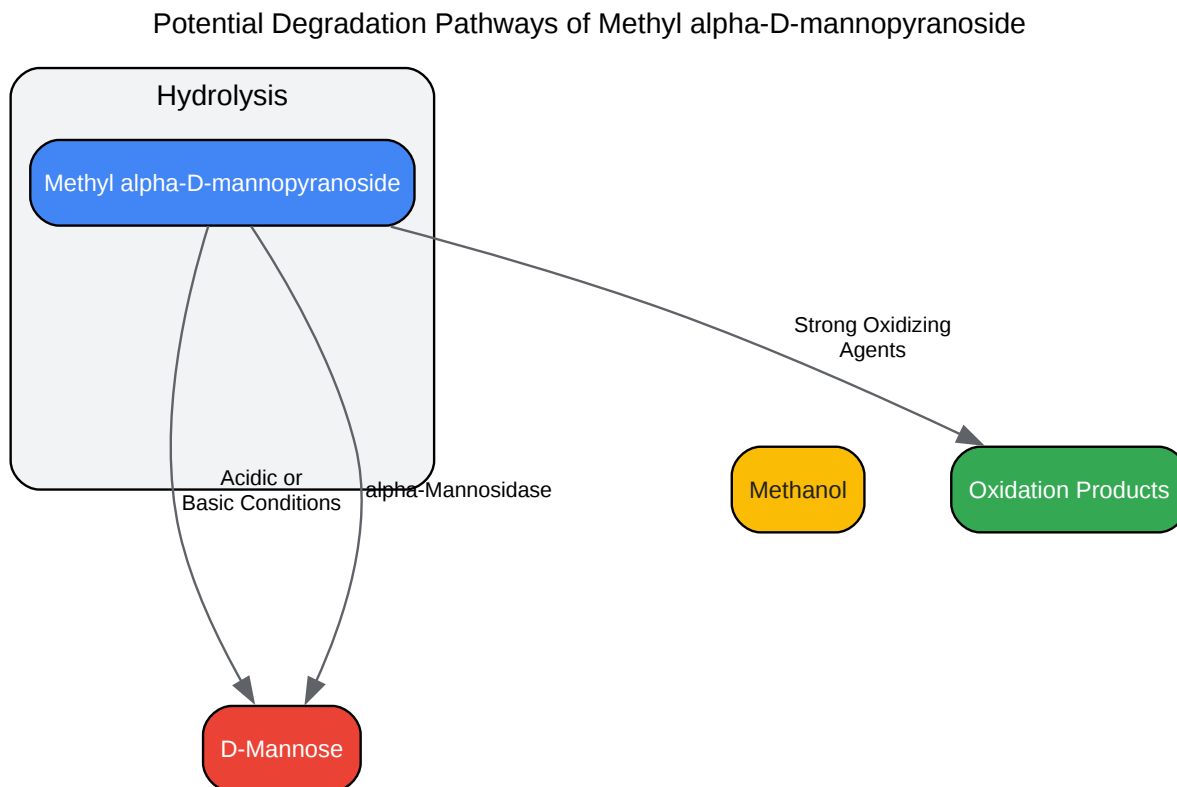 Potential Degradation Pathways of Methyl alpha-D-mannopyranoside
Hydrolysis
Methyl alpha-D-mannopyranoside
Strong Oxidizing
Agents
Acidic or
Basic Conditions
alpha-Mannosidase
Methanol
Oxidation Products
D-Mannose